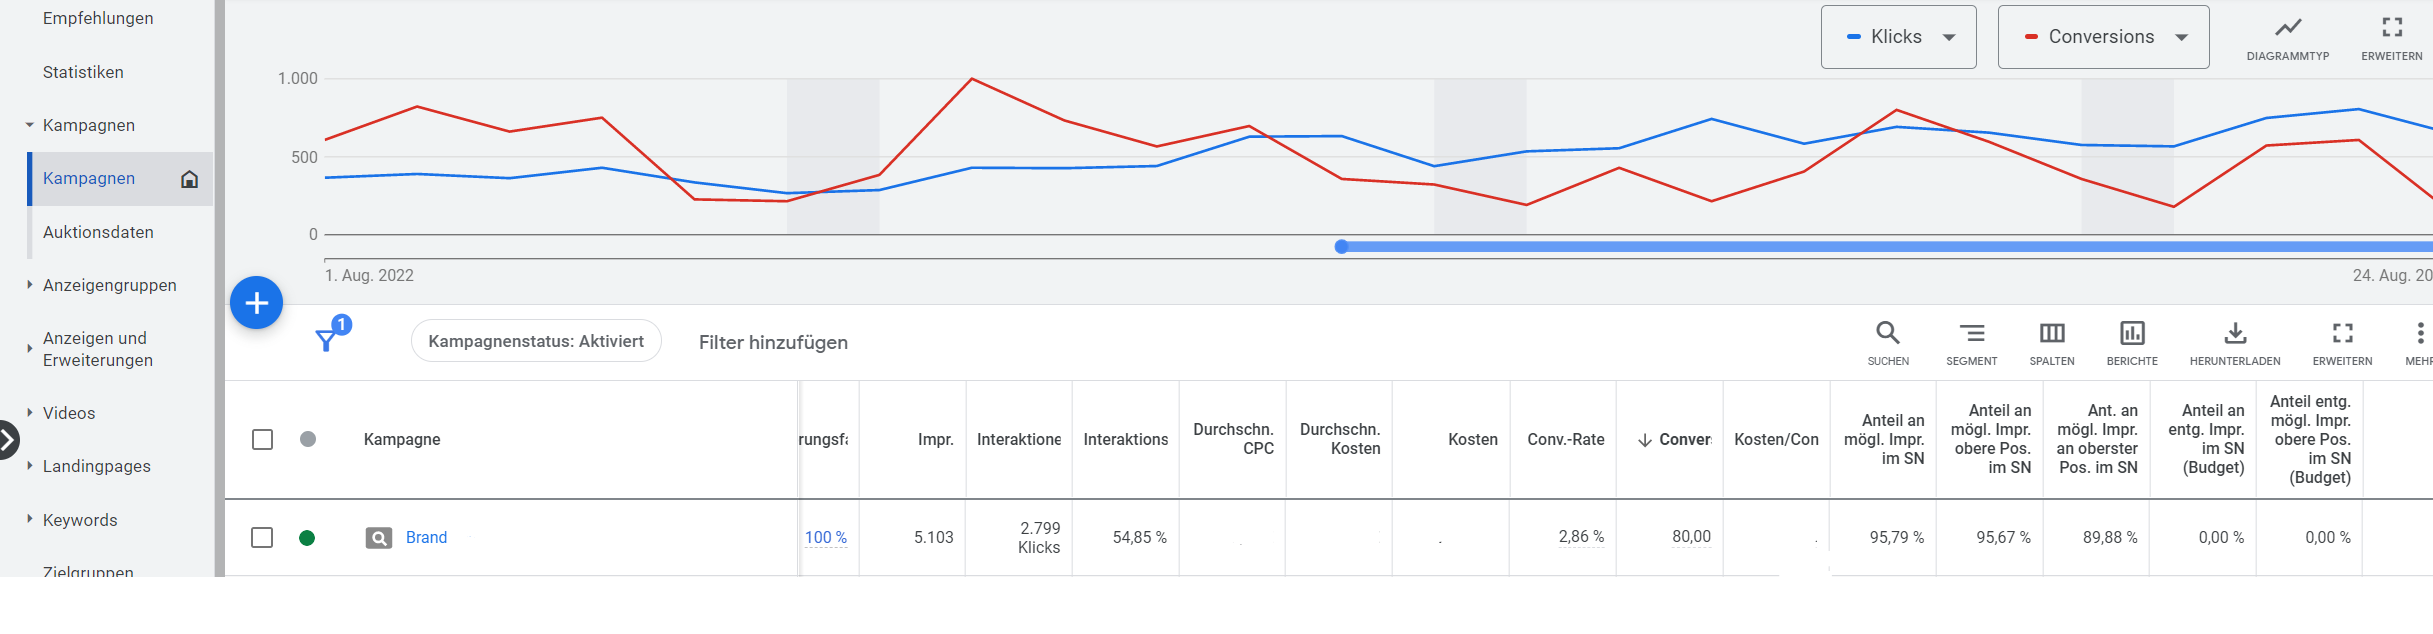 Empfehlungen
Statistiken
Kampagnen
Kampagnen
Auktionsdaten
Anzeigengruppen
Anzeigen und
Erweiterungen
Videos
Landingpages
Keywords
Zielgruppen
Klicks
Conversions
DIAGRAMMTYP
ERWEITERN
1.000
500
0
1. Aug. 2022
24. Aug. 20
1
Kampagnenstatus: Aktiviert
Filter hinzufügen
SUCHEN
SEGMENT
SPALTEN
BERICHTE
HERUNTERLADEN
ERWEITERN
MEHR
Kampagne
rungsfä
Impr.
Interaktione
Interaktions
Durchschn.
CPC
Durchschn.
Kosten
Kosten
Conv.-Rate
Conver
Kosten/Con
Anteil an
mögl. Impr.
im SN
Anteil an
mögl. Impr.
obere Pos.
im SN
Ant. an
mögl. Impr.
an oberster
Pos. im SN
Anteil an
entg. Impr.
im SN
(Budget)
Anteil entg.
mögl. Impr.
obere Pos.
im SN
(Budget)
Brand
100 %
5.103
2.799
Klicks
54,85 %
2,86 %
80,00
95,79 %
95,67 %
89,88 %
0,00 %
0,00 %